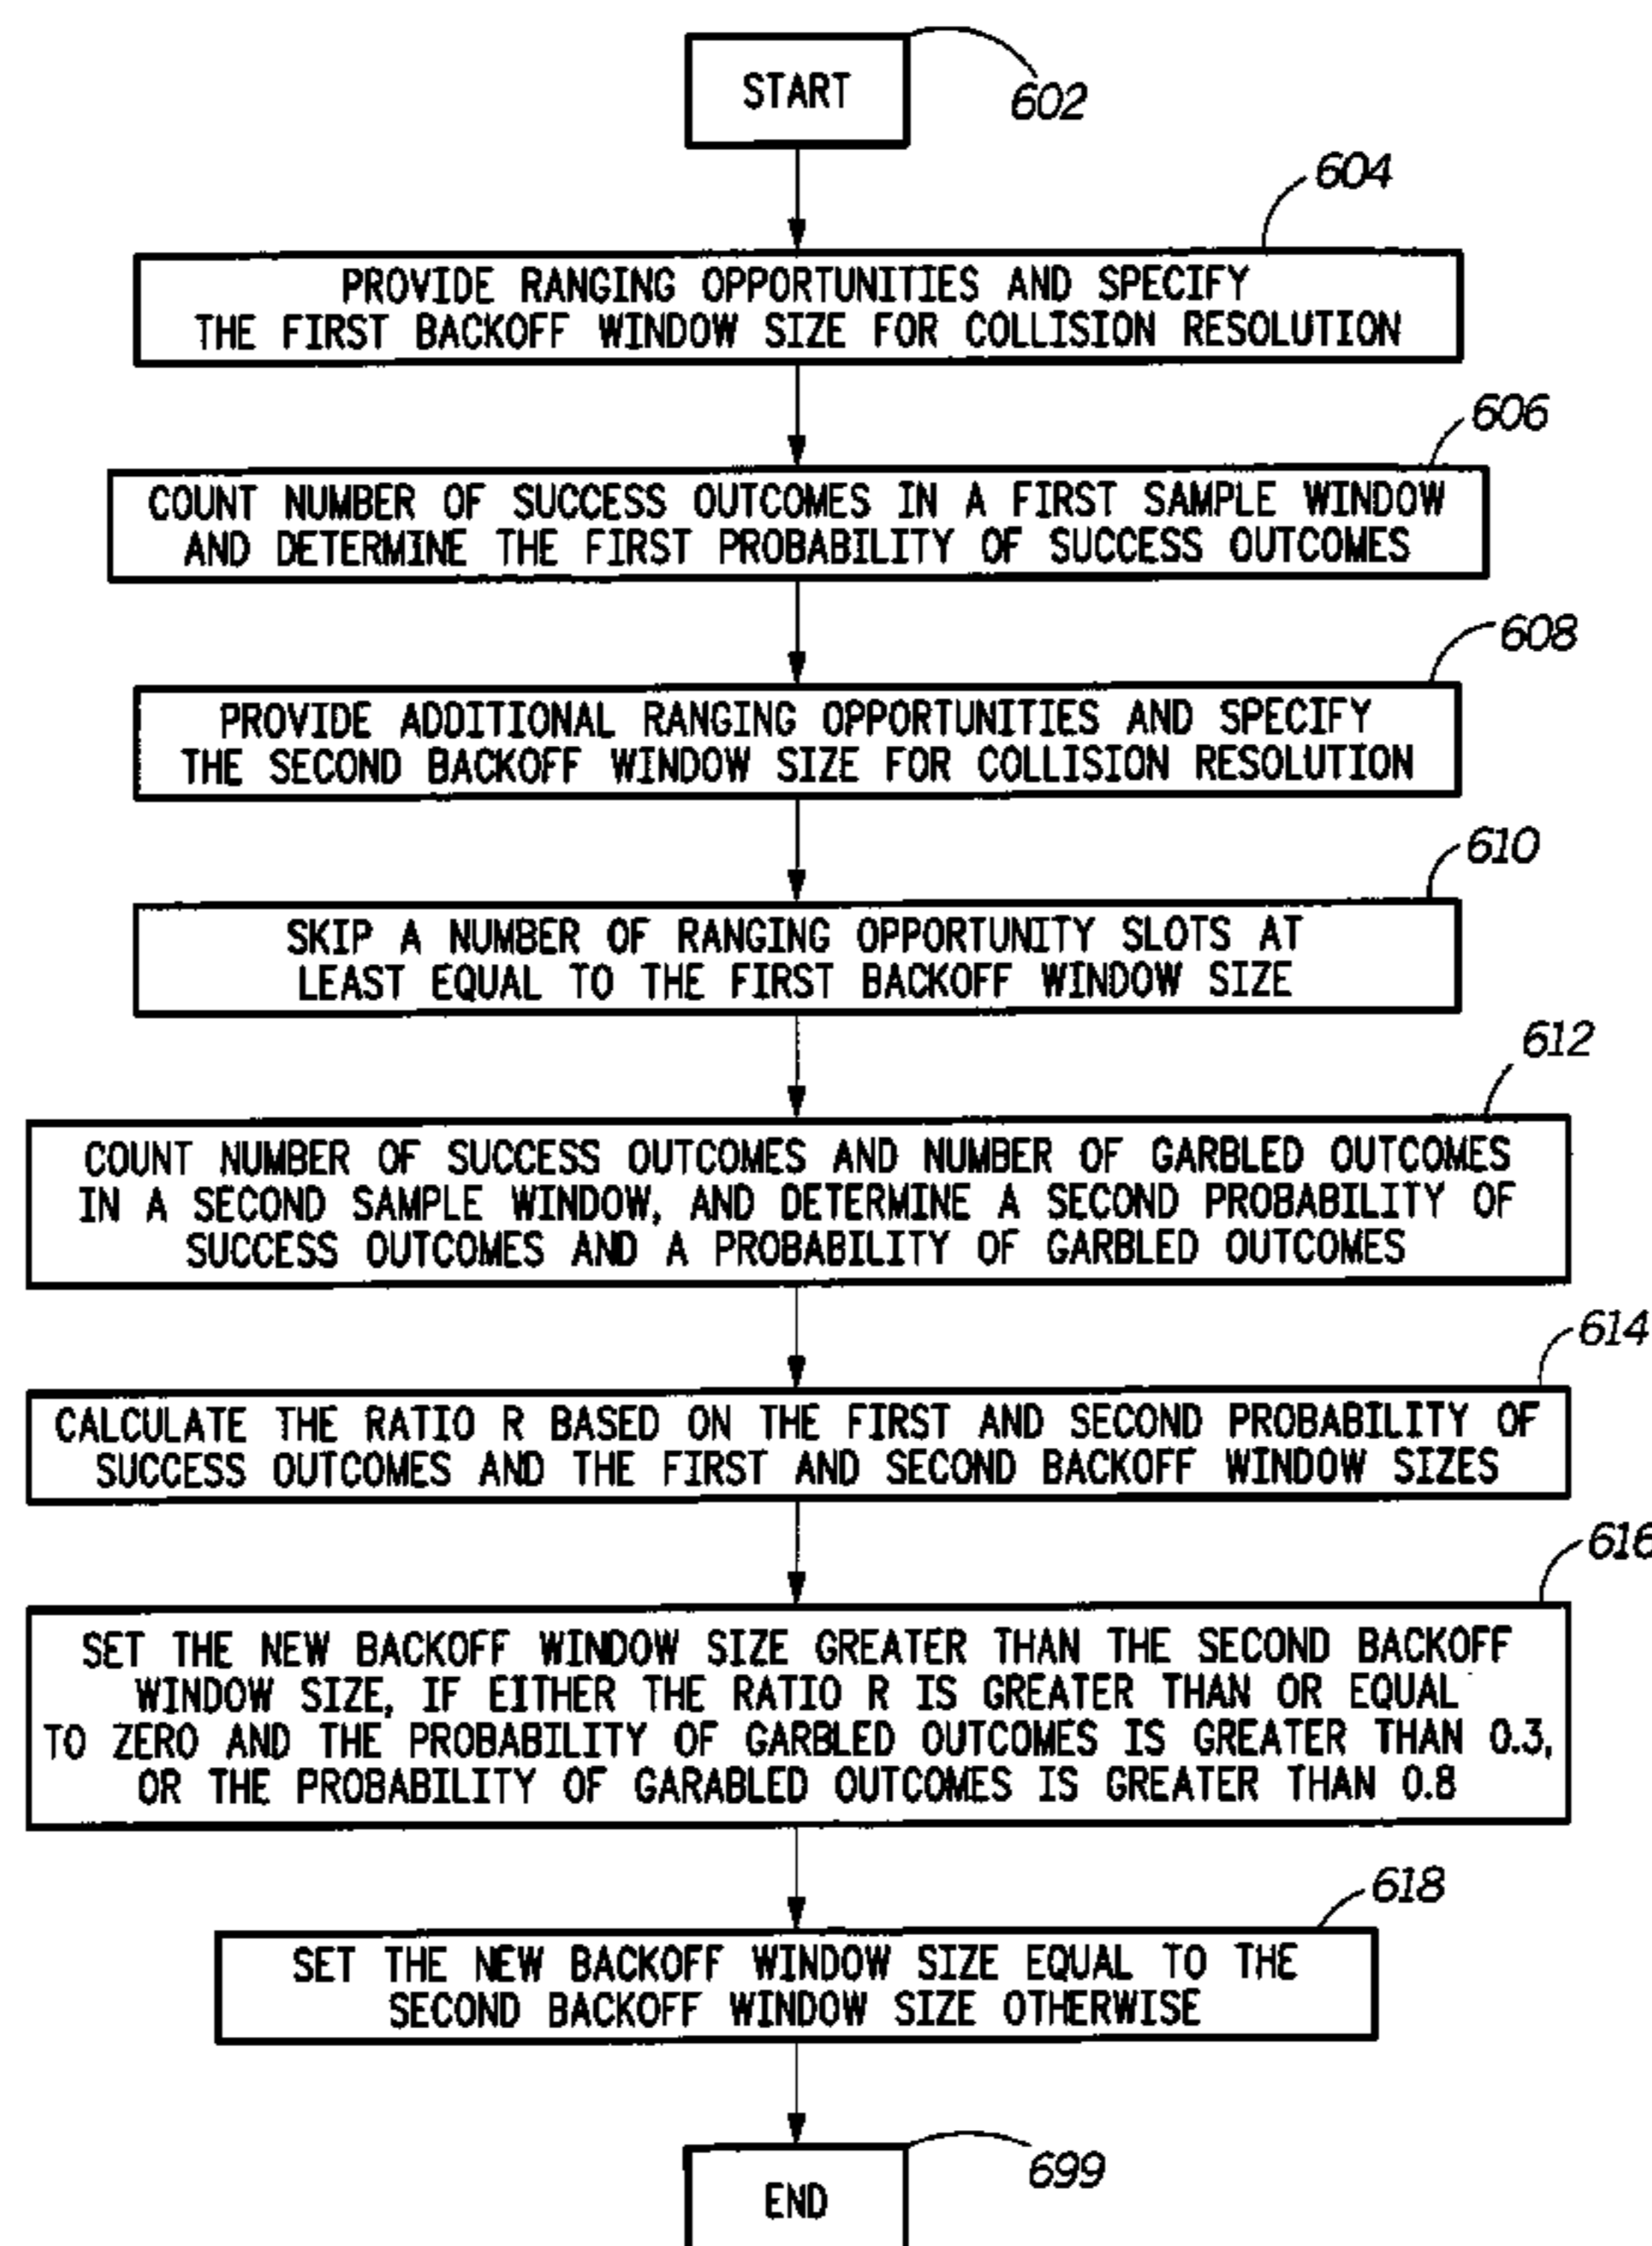 START
602
604
PROVIDE RANGING OPPORTUNITIES AND SPECIFY
THE FIRST BACKOFF WINDOW SIZE FOR COLLISION RESOLUTION
606
COUNT NUMBER OF SUCCESS OUTCOMES IN A FIRST SAMPLE WINDOW
AND DETERMINE THE FIRST PROBABILITY OF SUCCESS OUTCOMES
608
PROVIDE ADDITIONAL RANGING OPPORTUNITIES AND SPECIFY
THE SECOND BACKOFF WINDOW SIZE FOR COLLISION RESOLUTION
610
SKIP A NUMBER OF RANGING OPPORTUNITY SLOTS AT
LEAST EQUAL TO THE FIRST BACKOFF WINDOW SIZE
612
COUNT NUMBER OF SUCCESS OUTCOMES AND NUMBER OF GARBLED OUTCOMES
IN A SECOND SAMPLE WINDOW, AND DETERMINE A SECOND PROBABILITY OF
SUCCESS OUTCOMES AND A PROBABILITY OF GARBLED OUTCOMES
614
CALCULATE THE RATIO R BASED ON THE FIRST AND SECOND PROBABILITY OF
SUCCESS OUTCOMES AND THE FIRST AND SECOND BACKOFF WINDOW SIZES
616
SET THE NEW BACKOFF WINDOW SIZE GREATER THAN THE SECOND BACKOFF
WINDOW SIZE, IF EITHER THE RATIO R IS GREATER THAN OR EQUAL
TO ZERO AND THE PROBABILITY OF GARBLED OUTCOMES IS GREATER THAN 0.3,
OR THE PROBABILITY OF GARABLED OUTCOMES IS GREATER THAN 0.8
618
SET THE NEW BACKOFF WINDOW SIZE EQUAL TO THE
SECOND BACKOFF WINDOW SIZE OTHERWISE
699
END